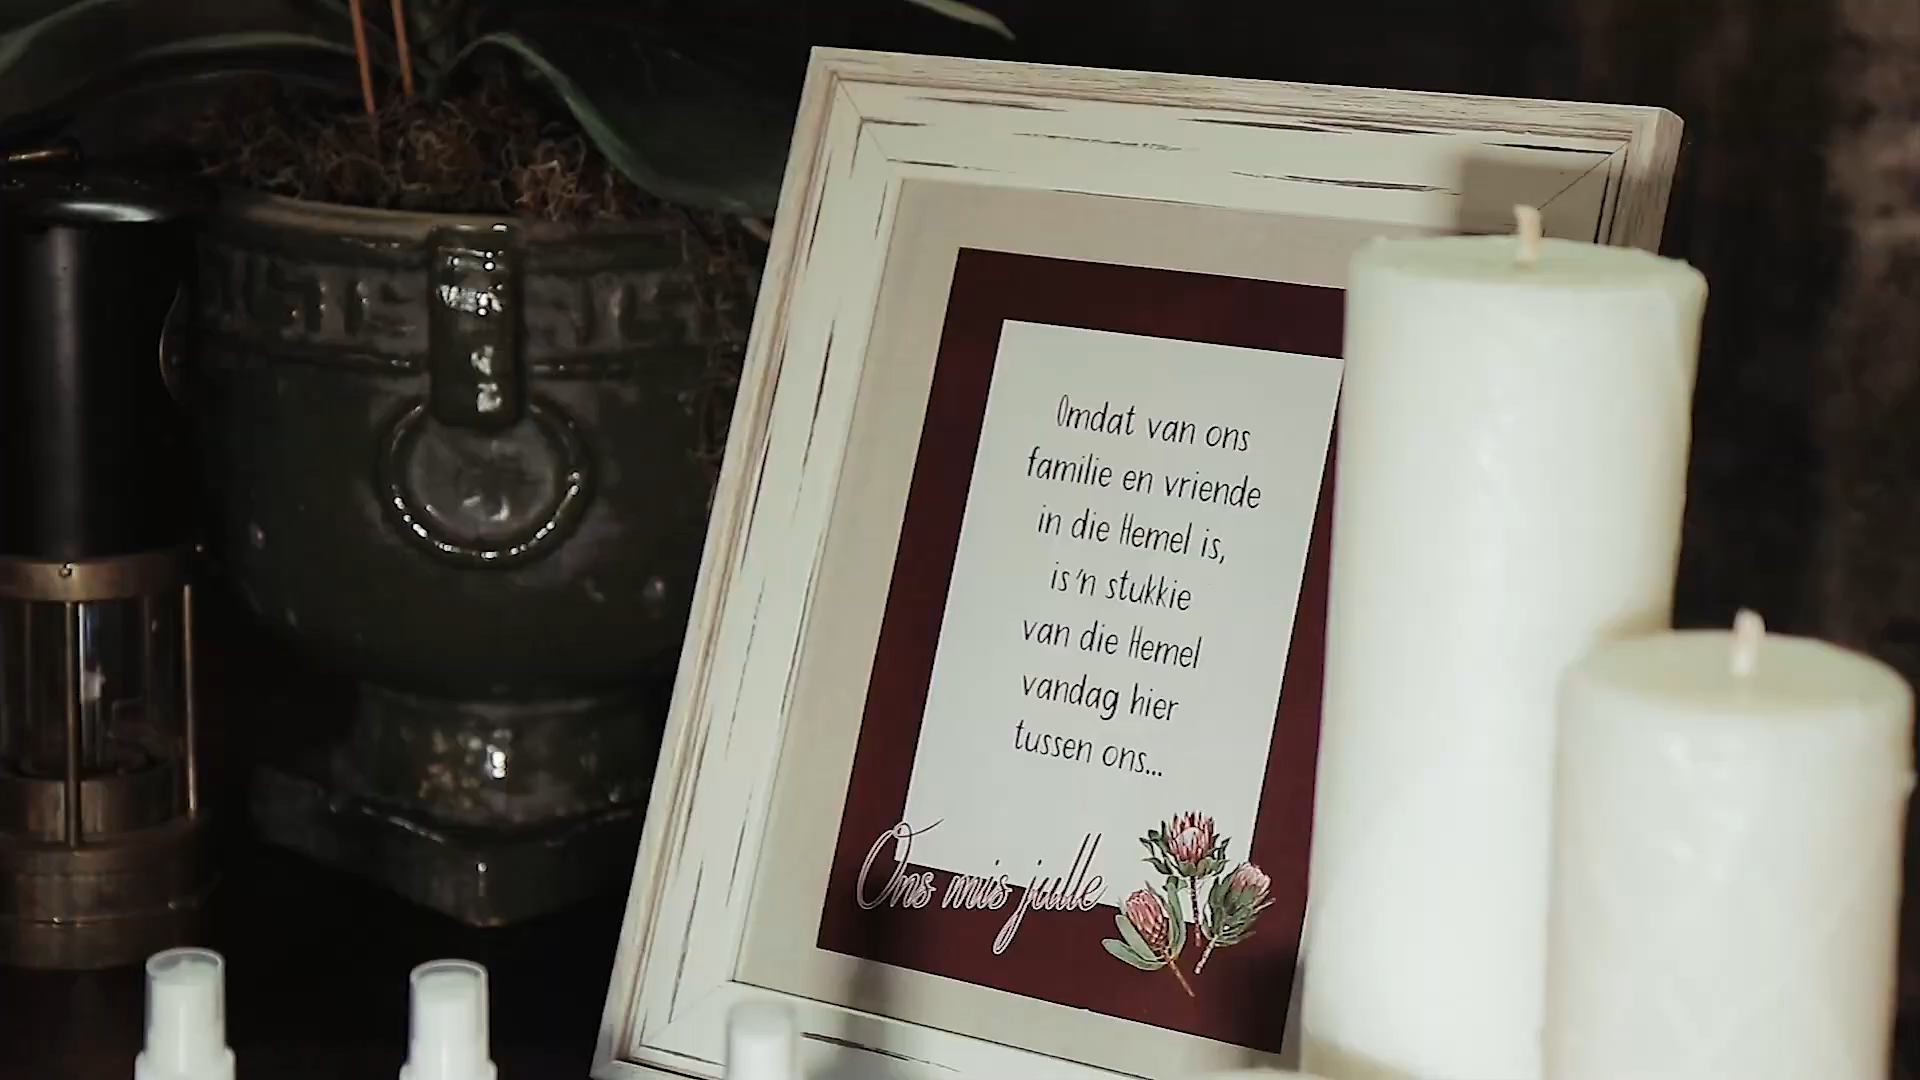 Omdat van ons
familie en vriende
in die Hemel is,
is 'n stukkie
van die Hemel
vandag hier
tussen ons...
Ons mis julle